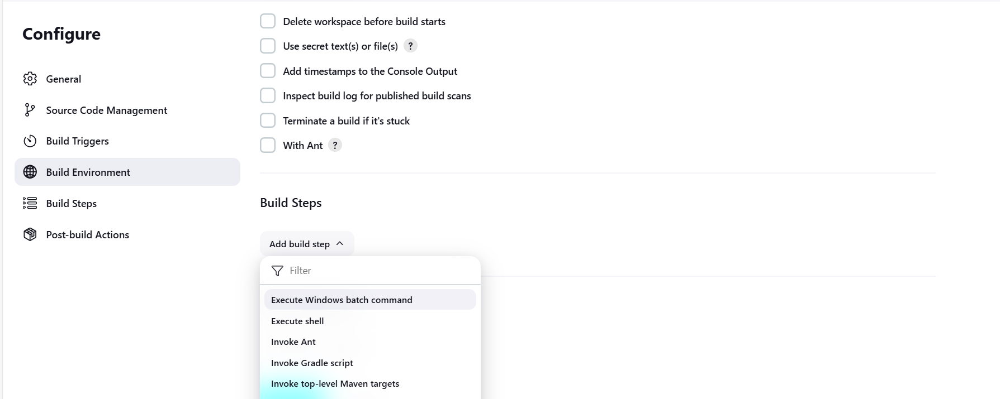 Configure
General
Source Code Management
Build Triggers
Build Environment
Build Steps
Post-build Actions
Delete workspace before build starts
Use secret text(s) or file(s) ?
Add timestamps to the Console Output
Inspect build log for published build scans
Terminate a build if it's stuck
With Ant ?
Build Steps
Add build step
Filter
Execute Windows batch command
Execute shell
Invoke Ant
Invoke Gradle script
Invoke top-level Maven targets